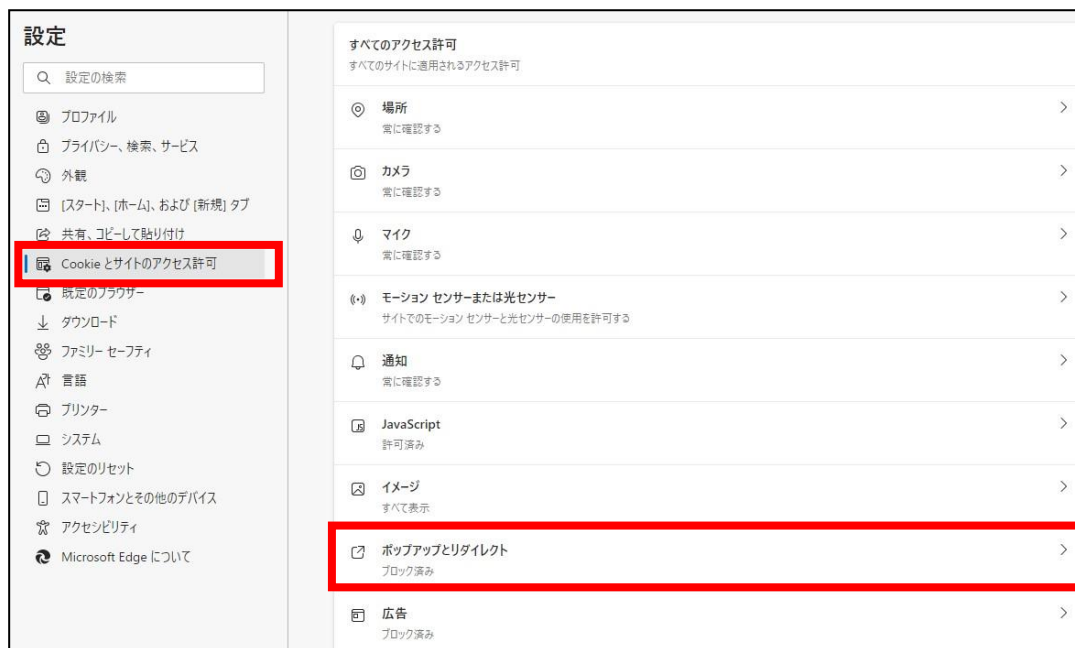 設定
設定の検索
プロファイル
プライバシー、検索、サービス
外観
[スタート]、[ホーム]、および [新規] タブ
共有、コピーして貼り付け
Cookie とサイトのアクセス許可
既定のブラウザー
ダウンロード
ファミリー セーフティ
言語
プリンター
システム
設定のリセット
スマートフォンとその他のデバイス
アクセシビリティ
Microsoft Edge について
すべてのアクセス許可
すべてのサイトに適用されるアクセス許可
場所
常に確認する
カメラ
常に確認する
マイク
常に確認する
モーション センサーまたは光センサー
サイトでのモーション センサーと光センサーの使用を許可する
通知
常に確認する
JavaScript
許可済み
イメージ
すべて表示
ポップアップとリダイレクト
ブロック済み
広告
ブロック済み